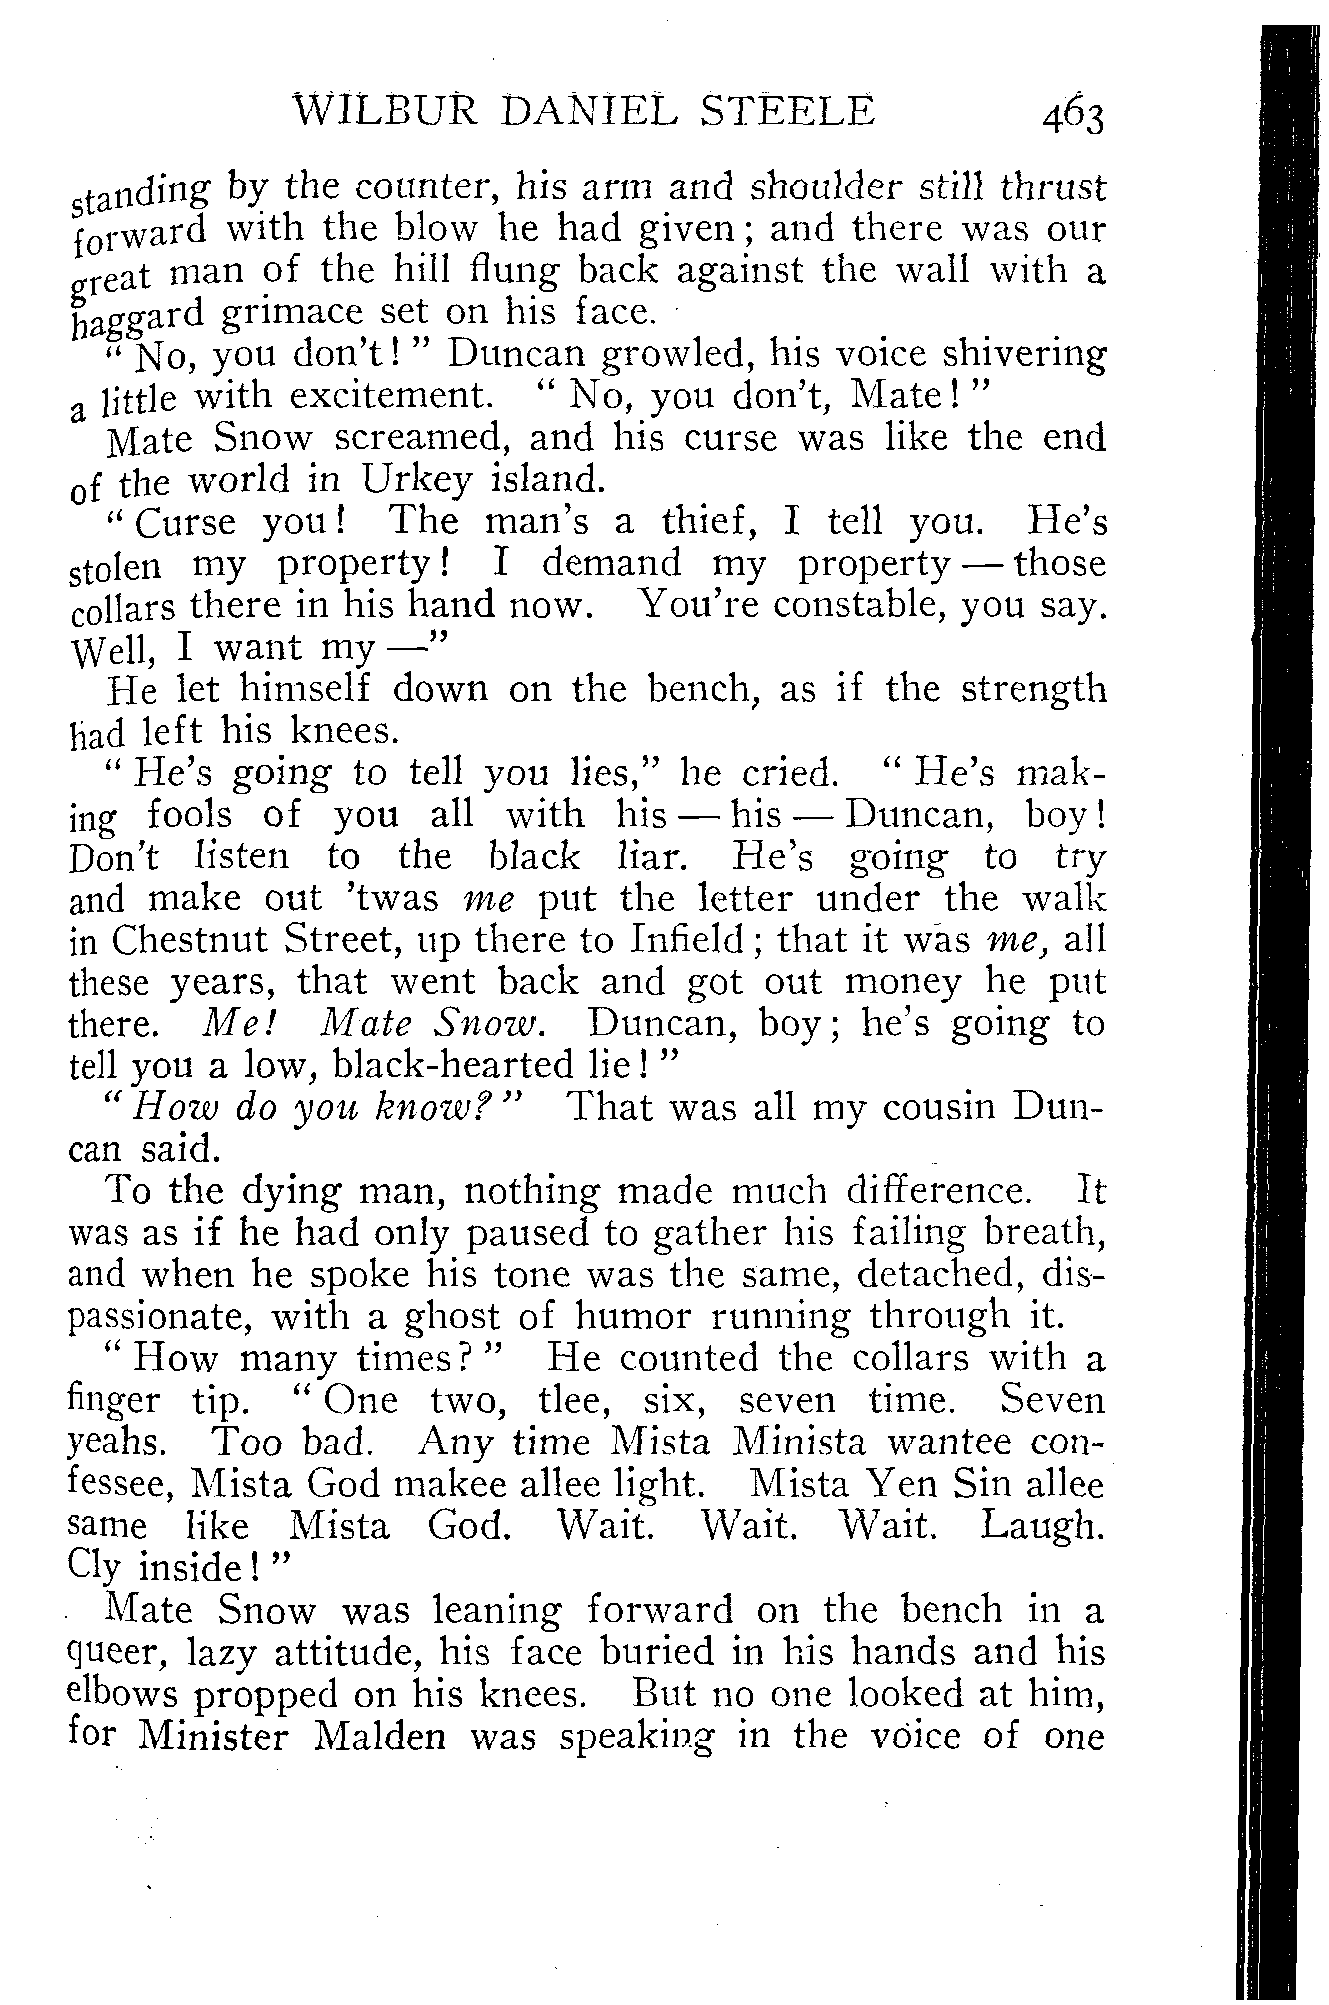 WILBUR DANIEL STEELE 463
standing by the counter, his arm and shoulder still thrust
forward with the blow he had given; and there was our
great man of the hill flung back against the wall with a
haggard grimace set on his face.
"No, you don't!" Duncan growled, his voice shivering
a little with excitement. "No, you don't, Mate!"
Mate Snow screamed, and his curse was like the end
of the world in Urkey island.
"Curse you! The man's a thief, I tell you. He's
stolen my property! I demand my property — those
collars there in his hand now. You're constable, you say.
Well, I want my —"
He let himself down on the bench, as if the strength
had left his knees.
"He's going to tell you lies," he cried. "He's mak-
ing fools of you all with his — his — Duncan, boy!
Don't listen to the black liar. He's going to try
and make out 'twas me put the letter under the walk
in Chestnut Street, up there to Infield; that it was me, all
these years, that went back and got out money he put
there. Me! Mate Snow. Duncan, boy; he's going to
tell you a low, black-hearted lie!"
"How do you know?" That was all my cousin Dun-
can said.
To the dying man, nothing made much difference. It
was as if he had only paused to gather his failing breath,
and when he spoke his tone was the same, detached, dis-
passionate, with a ghost of humor running through it.
"How many times?" He counted the collars with a
finger tip. "One two, tlee, six, seven time. Seven
yeahs. Too bad. Any time Mista Minista wantee con-
fessee, Mista God makee allee light. Mista Yen Sin allee
same like Mista God. Wait. Wait. Wait. Laugh.
Cly inside!"
Mate Snow was leaning forward on the bench in a
queer, lazy attitude, his face buried in his hands and his
elbows propped on his knees. But no one looked at him,
for Minister Malden was speaking in the voice of one